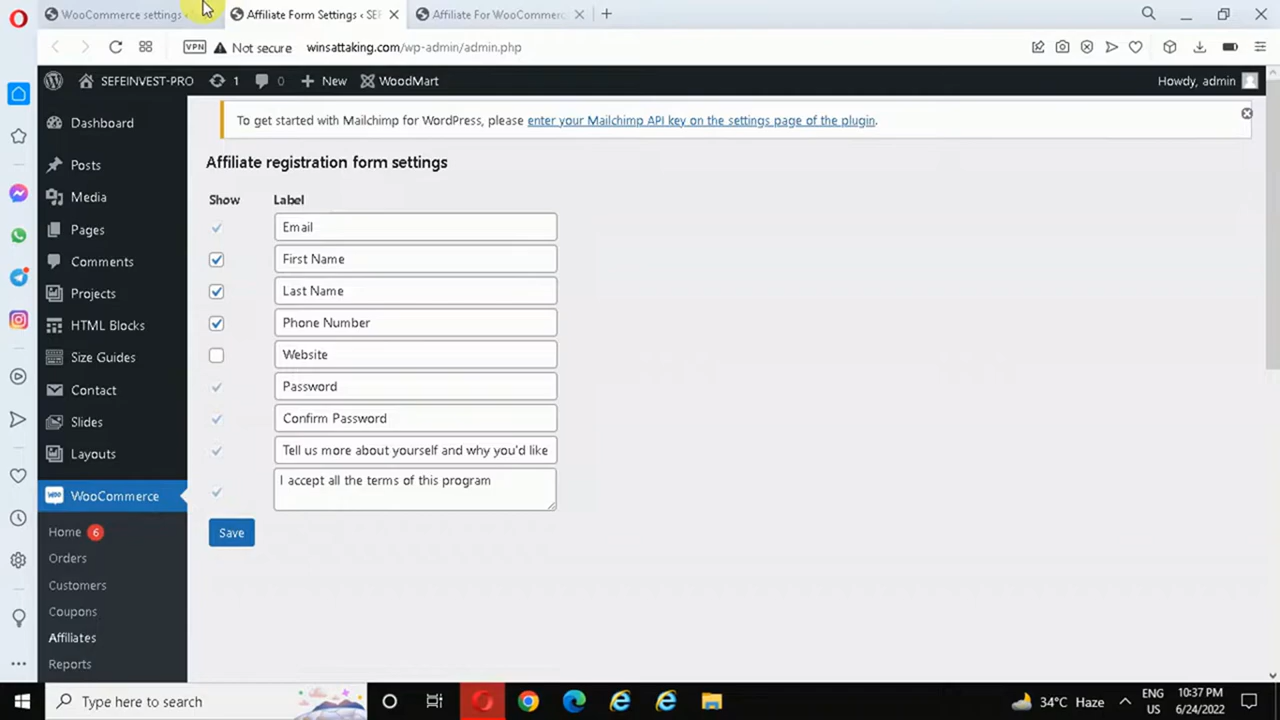 WooCommerce settings ‹
Affiliate Form Settings ‹ SEF
Affiliate For WooCommerc
VPN
Not secure
winsattaking.com/wp-admin/admin.php
SEFEINVEST-PRO
1
0
New
WoodMart
Howdy, admin
To get started with Mailchimp for WordPress, please enter your Mailchimp API key on the settings page of the plugin.
Dashboard
Posts
Media
Pages
Comments
Projects
HTML Blocks
Size Guides
Contact
Slides
Layouts
WooCommerce
Home 6
Orders
Customers
Coupons
Affiliates
Reports
Affiliate registration form settings
Show
Label
Email
First Name
Last Name
Phone Number
Website
Password
Confirm Password
Tell us more about yourself and why you'd like
I accept all the terms of this program
Save
Type here to search
34°C Haze
ENG
US
10:37 PM
6/24/2022